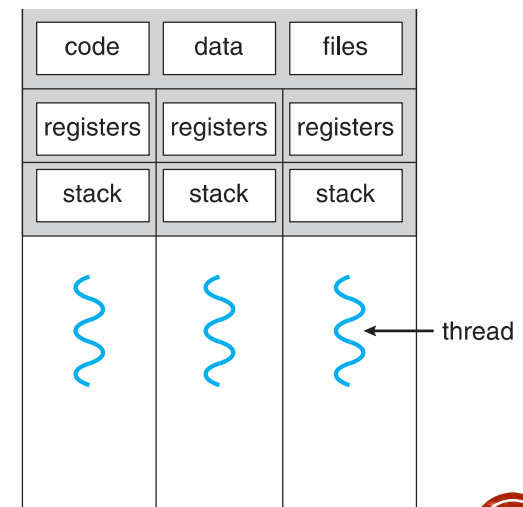 code data files
registers registers registers
stack stack stack
thread